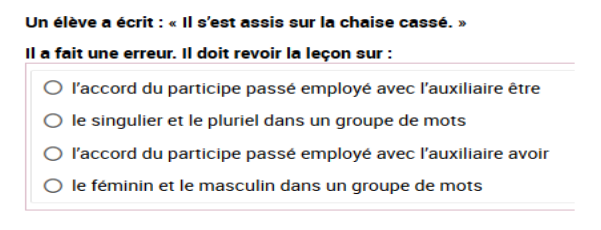 Un élève a écrit : « Il s’est assis sur la chaise cassé. »
Il a fait une erreur. Il doit revoir la leçon sur :
l’accord du participe passé employé avec l’auxiliaire être
le singulier et le pluriel dans un groupe de mots
l’accord du participe passé employé avec l’auxiliaire avoir
le féminin et le masculin dans un groupe de mots